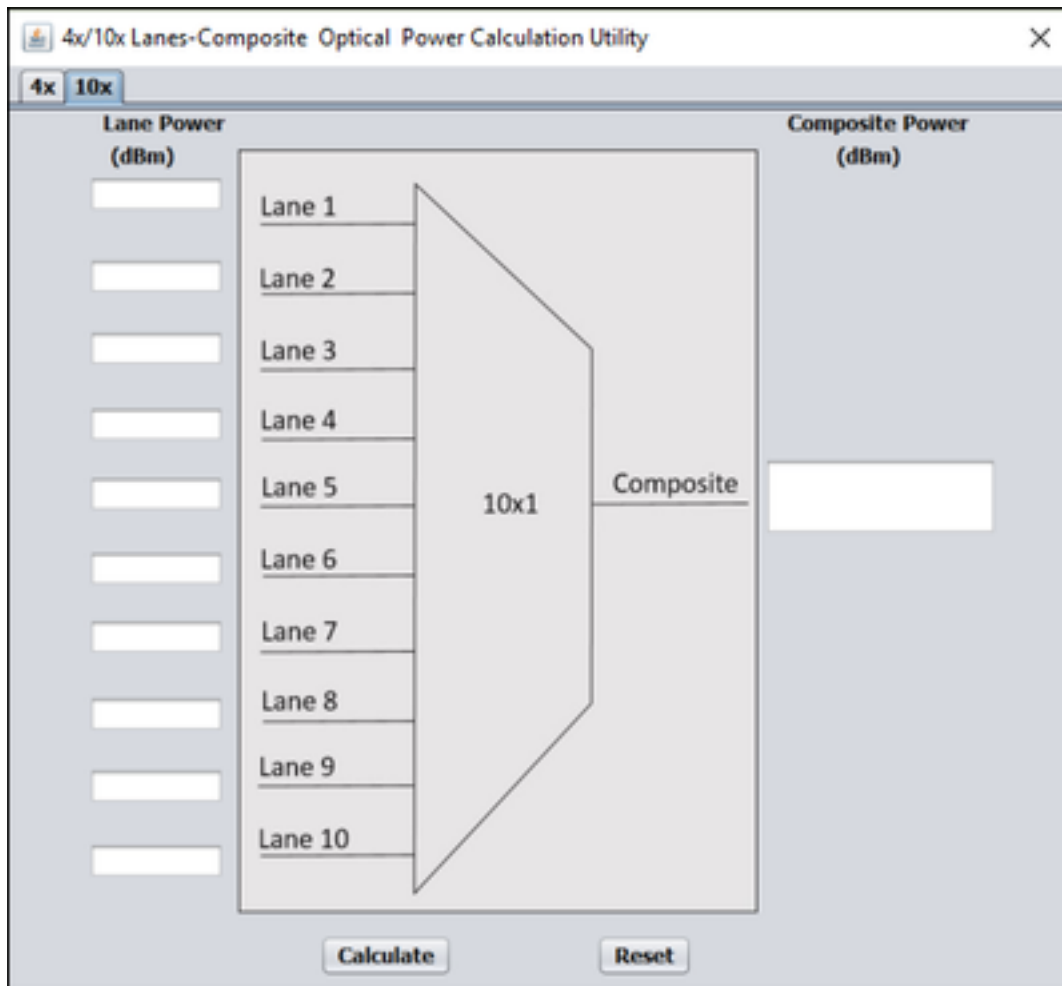 4x/10x Lanes-Composite Optical Power Calculation Utility
4x 10x
Lane Power
(dBm)
Composite Power
(dBm)
Lane 1
Lane 2
Lane 3
Lane 4
Lane 5
Lane 6
Lane 7
Lane 8
Lane 9
Lane 10
10x1
Composite
Calculate
Reset